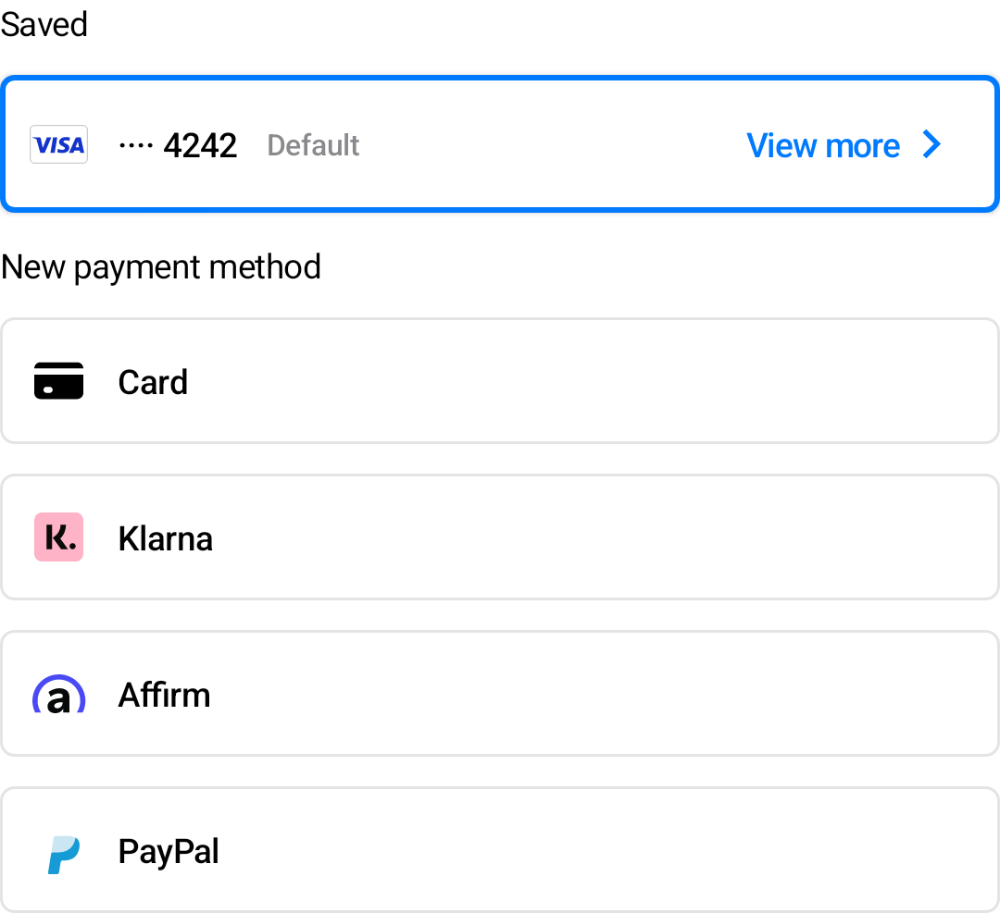 Saved
VISA ···· 4242 Default View more
New payment method
Card
K. Klarna
a Affirm
P PayPal